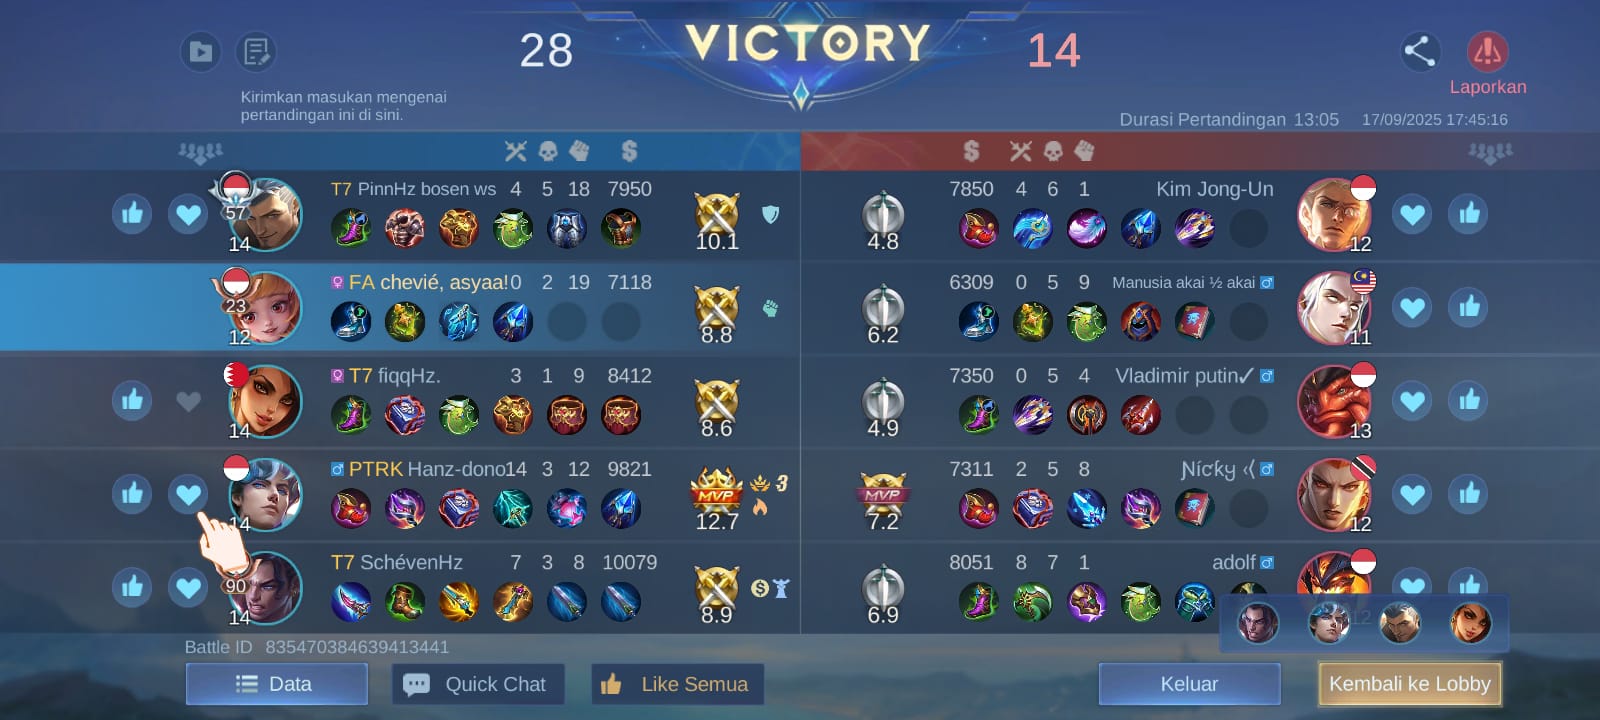 28 VICTORY 14
Laporkan
Kirimkan masukan mengenai
pertandingan ini di sini.
Durasi Pertandingan 13:05 17/09/2025 17:45:16
57 14 T7 PinnHz bosen ws 4 5 18 7950 10.1
4.8 7850 4 6 1 Kim Jong-Un 12
23 12 FA chevié, asyaa! 0 2 19 7118 8.8
6.2 6309 0 5 9 Manusia akai ½ akai 11
14 T7 fiqqHz. 3 1 9 8412 8.6
4.9 7350 0 5 4 Vladimir putin✓ 13
14 PTRK Hanz-dono 14 3 12 9821 MVP 12.7 3
MVP 7.2 7311 2 5 8 Ɲíƈƙყ ‹⟨ 12
90 14 T7 SchévenHz 7 3 8 10079 8.9
6.9 8051 8 7 1 adolf 12
Battle ID 835470384639413441
Data Quick Chat Like Semua Keluar Kembali ke Lobby